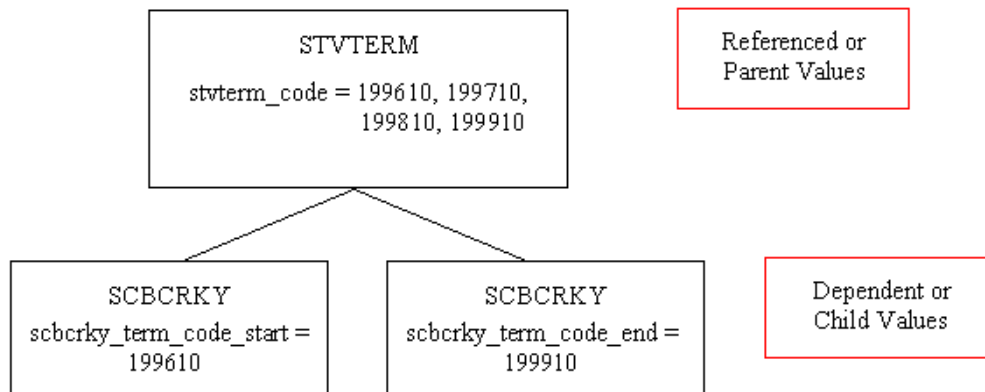 STVTERM
stvterm_code = 199610, 199710,
199810, 199910
Referenced or
Parent Values
SCBCRKY
scbcrky_term_code_start =
199610
SCBCRKY
scbcrky_term_code_end =
199910
Dependent or
Child Values